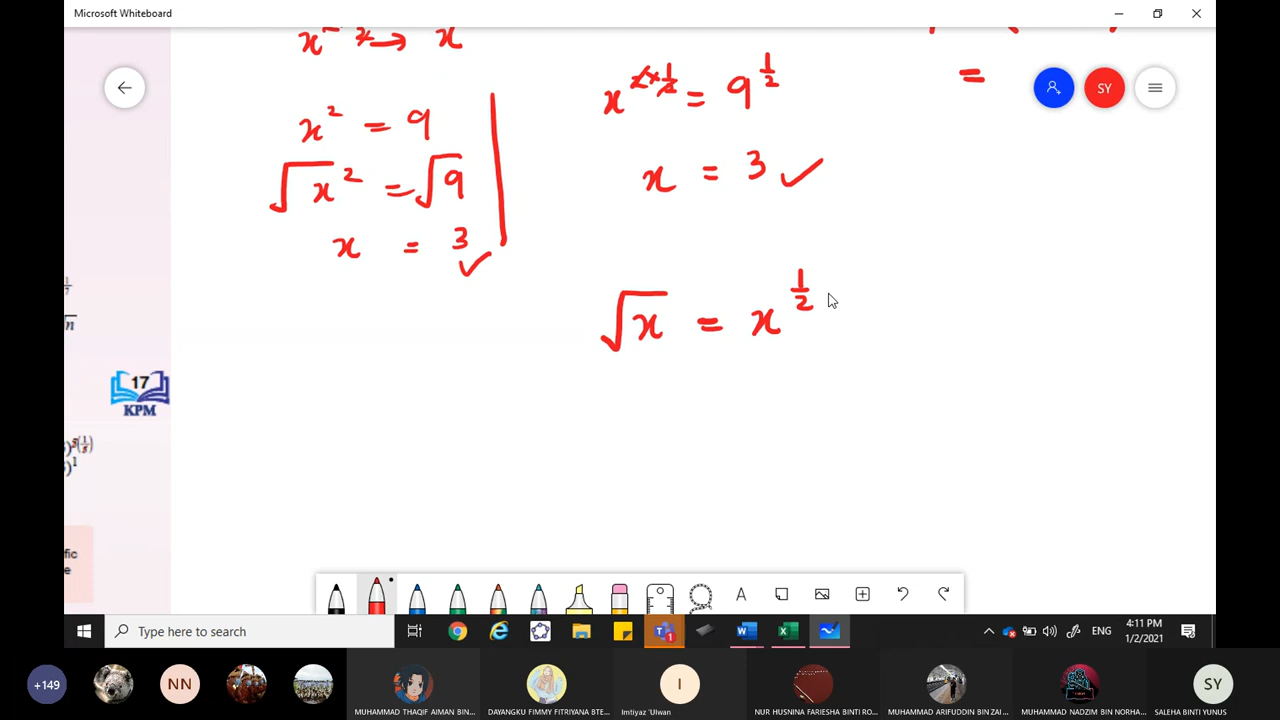 Microsoft Whiteboard
x² = 9
√x² = √9
x = 3 ✓
x^(2×1/2) = 9^(1/2)
x = 3 ✓
√x = x^(1/2)
=
SY
17
KPM
fic
e
A
Type here to search
ENG
4:11 PM
1/2/2021
+149
NN
MUHAMMAD THAQIF AIMAN BIN...
DAYANGKU FIMMY FITRIYANA BTE...
I
Imtiyaz 'Ulwan
NUR HUSNINA FARIESHA BINTI RO...
MUHAMMAD ARIFUDDIN BIN ZAI...
MUHAMMAD NADZIM BIN NORHA...
SY
SALEHA BINTI YUNUS